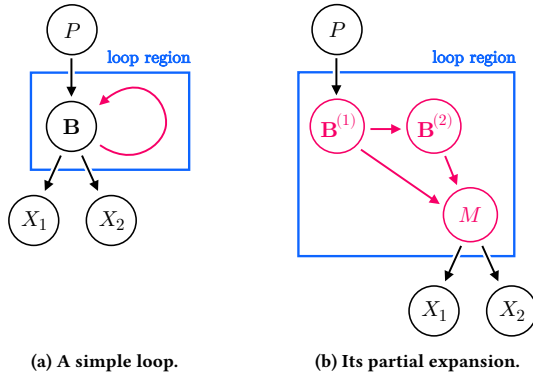 P
loop region
B
X₁ X₂
(a) A simple loop.
P
loop region
B⁽¹⁾ B⁽²⁾
M
X₁ X₂
(b) Its partial expansion.